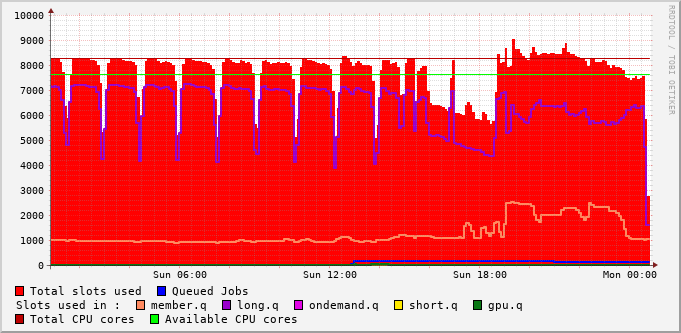 RRDTOOL / TOBI OETIKER
10000
9000
8000
7000
6000
5000
4000
3000
2000
1000
0
Sun 06:00 Sun 12:00 Sun 18:00 Mon 00:00
Total slots used Queued Jobs
Slots used in : member.q long.q ondemand.q short.q gpu.q
Total CPU cores Available CPU cores